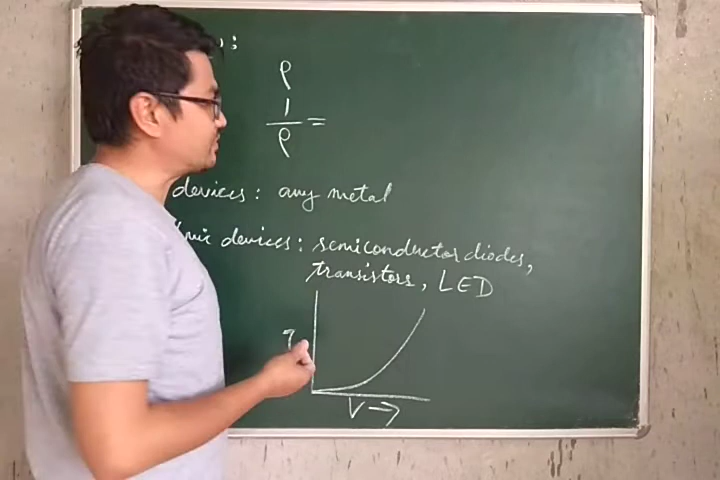 ρ
1
ρ =
devices: any metal
devices: semiconductor diodes,
transistors, LED
V →